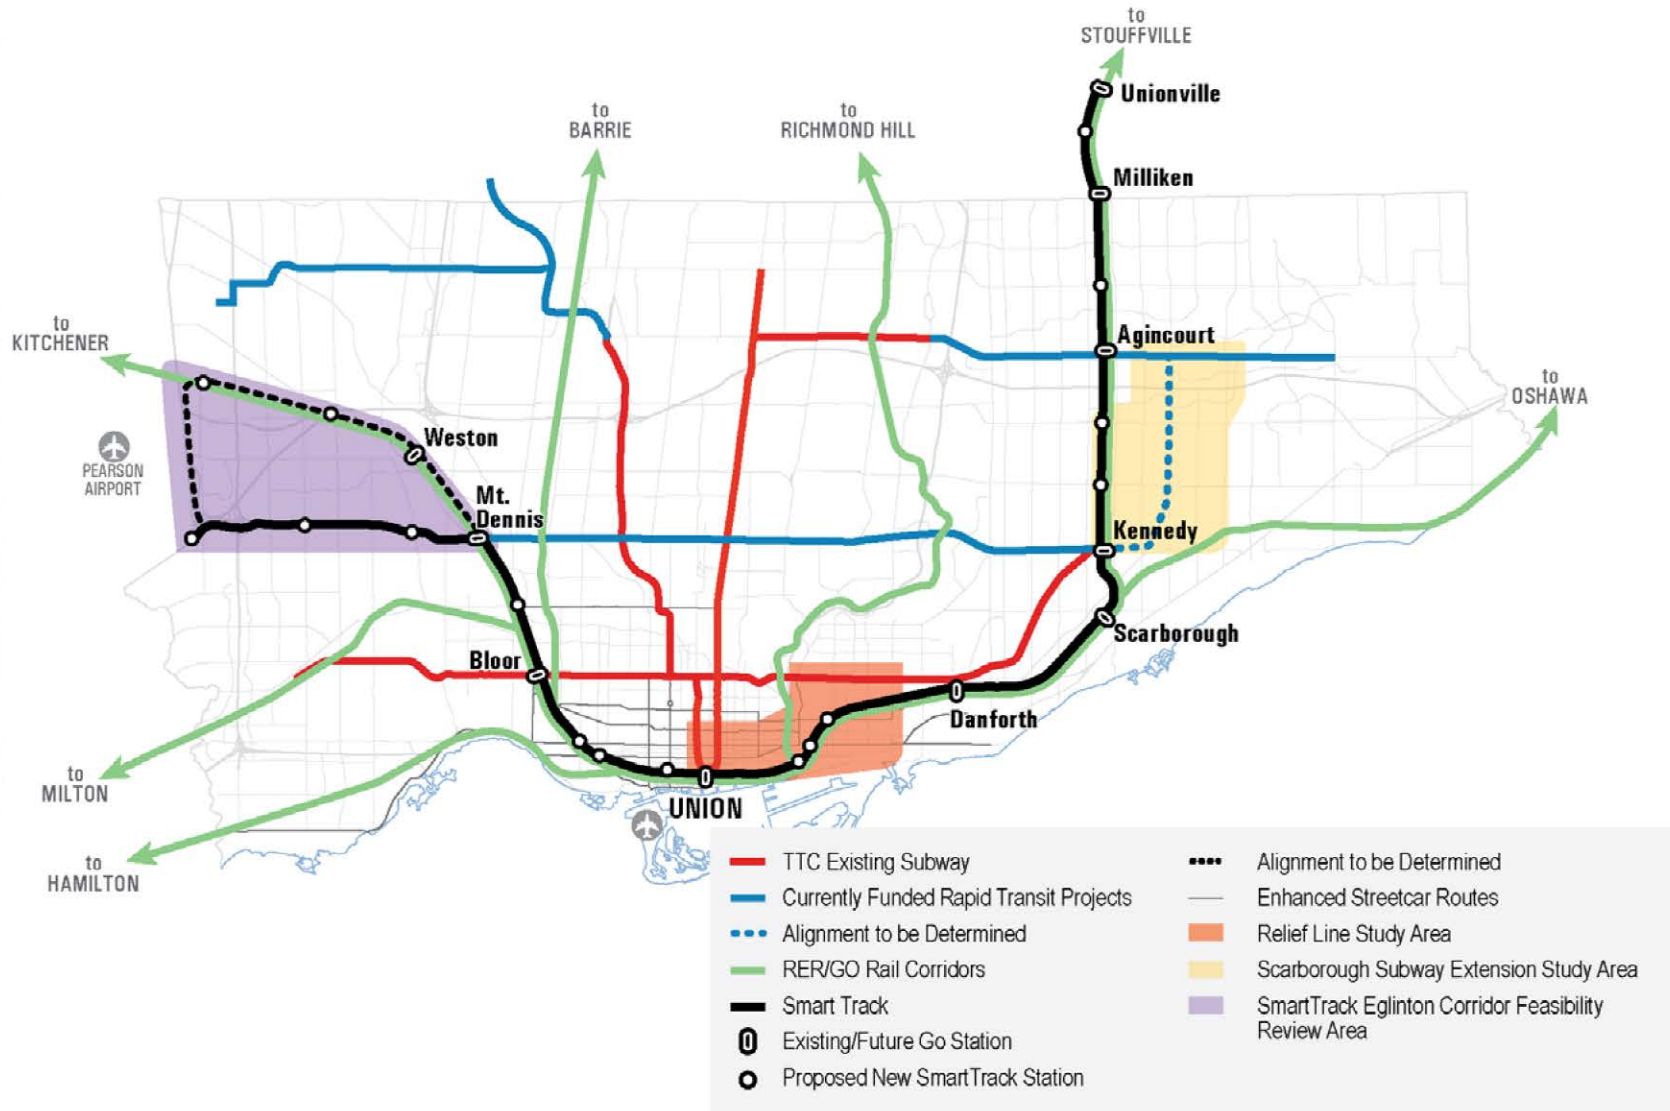 to
STOUFFVILLE
Unionville
to
BARRIE
to
RICHMOND HILL
Milliken
to
KITCHENER
Agincourt
to
OSHAWA
Weston
PEARSON
AIRPORT
Mt.
Dennis
Kennedy
Scarborough
Bloor
Danforth
to
MILTON
UNION
to
HAMILTON
TTC Existing Subway
Currently Funded Rapid Transit Projects
Alignment to be Determined
RER/GO Rail Corridors
Smart Track
Existing/Future Go Station
Proposed New SmartTrack Station
Alignment to be Determined
Enhanced Streetcar Routes
Relief Line Study Area
Scarborough Subway Extension Study Area
SmartTrack Eglinton Corridor Feasibility
Review Area